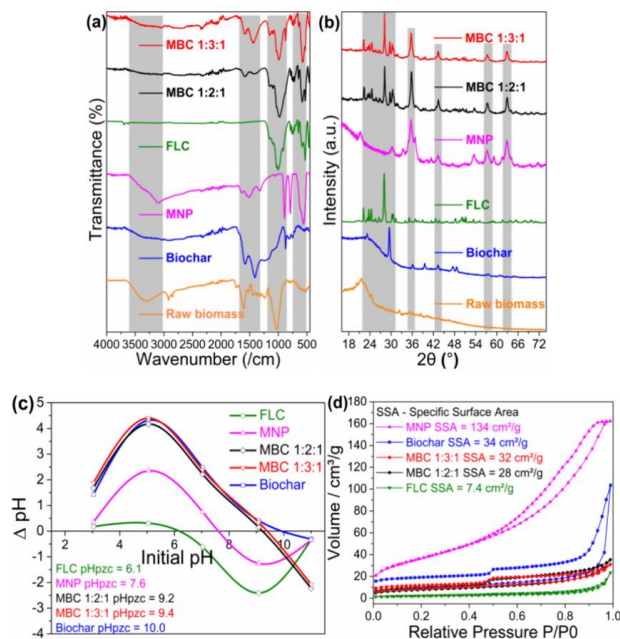 (a)
MBC 1:3:1
MBC 1:2:1
FLC
MNP
Biochar
Raw biomass
Transmittance (%)
4000 3500 3000 2500 2000 1500 1000 500
Wavenumber (/cm)
(b)
MBC 1:3:1
MBC 1:2:1
MNP
FLC
Biochar
Raw biomass
Intensity (a.u.)
18 24 30 36 42 48 54 60 66 72
2θ (°)
(c)
FLC
MNP
MBC 1:2:1
MBC 1:3:1
Biochar
5
4
3
2
1
0
-1
-2
-3
-4
-5
Δ pH
2 4 6 8 10
Initial pH
FLC pHpzc = 6.1
MNP pHpzc = 7.6
MBC 1:2:1 pHpzc = 9.2
MBC 1:3:1 pHpzc = 9.4
Biochar pHpzc = 10.0
(d)
SSA - Specific Surface Area
MNP SSA = 134 cm²/g
Biochar SSA = 34 cm²/g
MBC 1:3:1 SSA = 32 cm²/g
MBC 1:2:1 SSA = 28 cm²/g
FLC SSA = 7.4 cm²/g
180
160
140
120
100
80
60
40
20
0
Volume / cm³/g
0.0 0.2 0.4 0.6 0.8 1.0
Relative Pressure P/P0